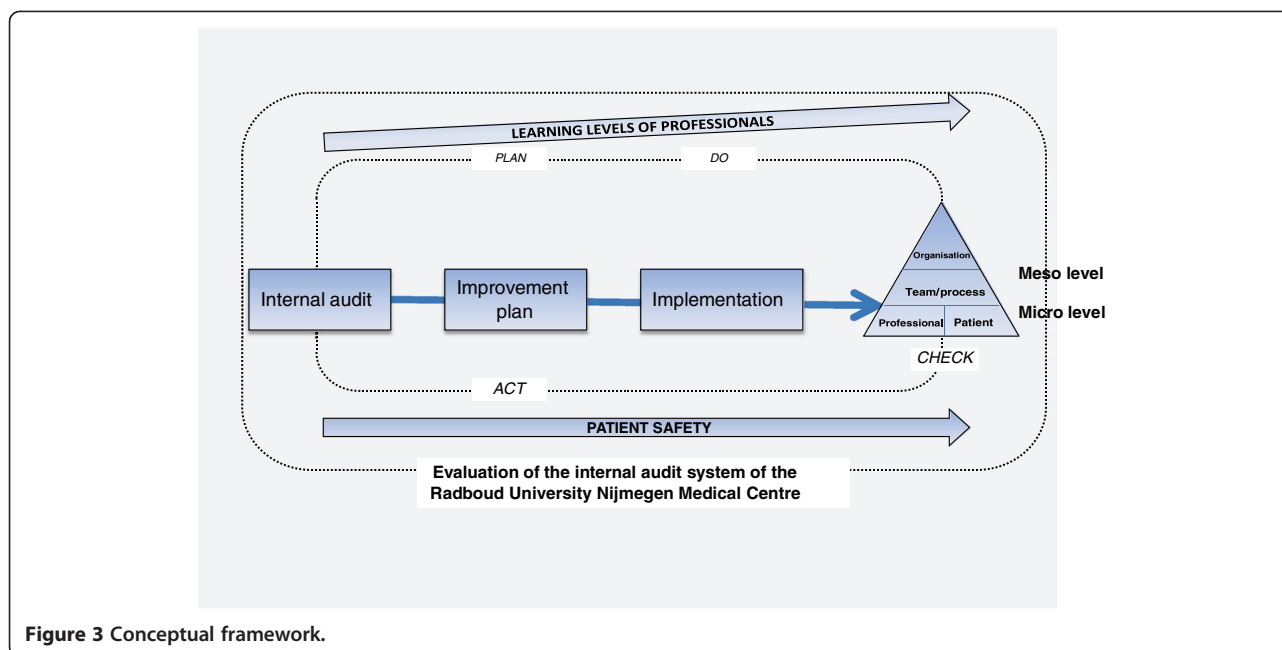 LEARNING LEVELS OF PROFESSIONALS
PLAN
DO
Internal audit
Improvement
plan
Implementation
Organisation
Team/process
Professional
Patient
Meso level
Micro level
CHECK
ACT
PATIENT SAFETY
Evaluation of the internal audit system of the
Radboud University Nijmegen Medical Centre
Figure 3 Conceptual framework.